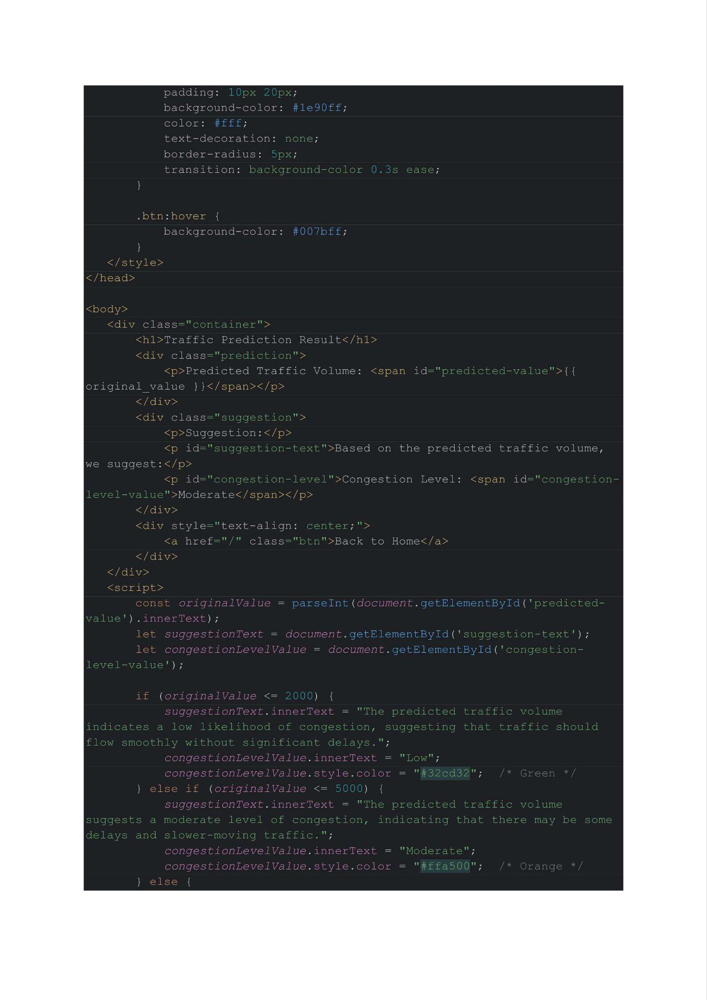 padding: 10px 20px;
background-color: #1e90ff;
color: #fff;
text-decoration: none;
border-radius: 5px;
transition: background-color 0.3s ease;
}
.btn:hover {
background-color: #007bff;
}
</style>
</head>
<body>
<div class="container">
<h1>Traffic Prediction Result</h1>
<div class="prediction">
<p>Predicted Traffic Volume: <span id="predicted-value">{{
original_value }}</span></p>
</div>
<div class="suggestion">
<p>Suggestion:</p>
<p id="suggestion-text">Based on the predicted traffic volume,
we suggest:</p>
<p id="congestion-level">Congestion Level: <span id="congestion-
level-value">Moderate</span></p>
</div>
<div style="text-align: center;">
<a href="/" class="btn">Back to Home</a>
</div>
</div>
<script>
const originalValue = parseInt(document.getElementById('predicted-
value').innerText);
let suggestionText = document.getElementById('suggestion-text');
let congestionLevelValue = document.getElementById('congestion-
level-value');
if (originalValue <= 2000) {
suggestionText.innerText = "The predicted traffic volume
indicates a low likelihood of congestion, suggesting that traffic should
flow smoothly without significant delays.";
congestionLevelValue.innerText = "Low";
congestionLevelValue.style.color = "#32cd32"; /* Green */
} else if (originalValue <= 5000) {
suggestionText.innerText = "The predicted traffic volume
suggests a moderate level of congestion, indicating that there may be some
delays and slower-moving traffic.";
congestionLevelValue.innerText = "Moderate";
congestionLevelValue.style.color = "#ffa500"; /* Orange */
} else {